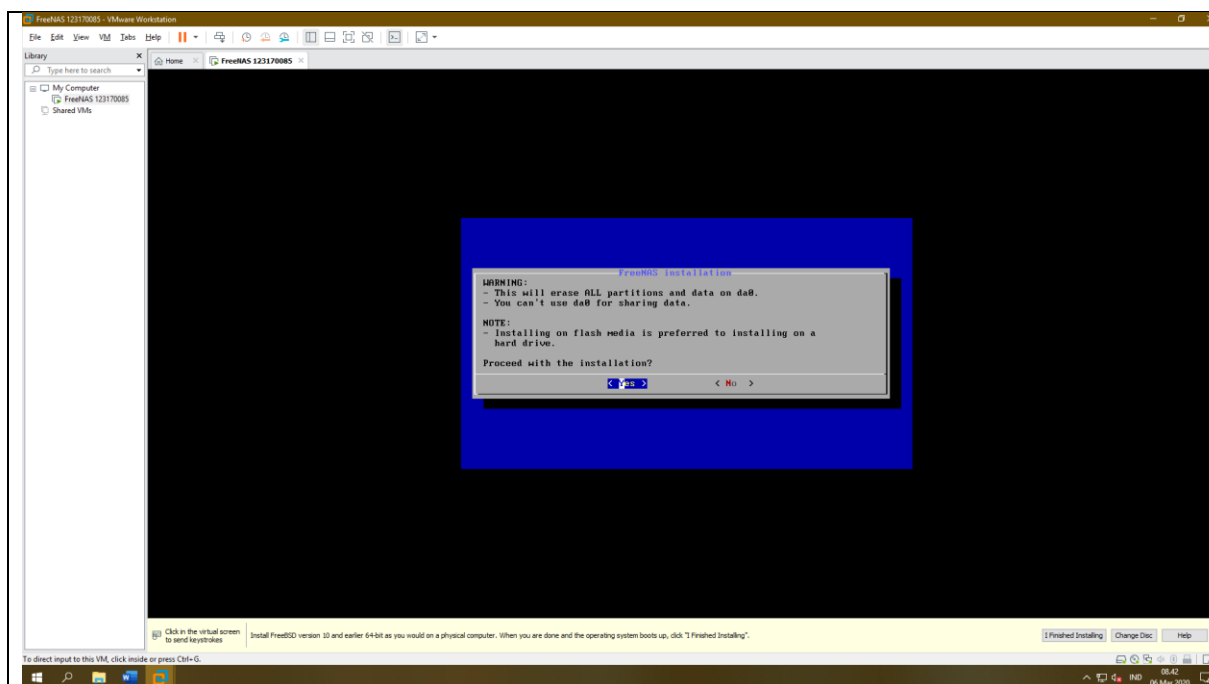 FreeNAS 123170085 - VMware Workstation
File Edit View VM Tabs Help
Library
Home
FreeNAS 123170085
Type here to search
My Computer
FreeNAS 123170085
Shared VMs
FreeNAS installation
WARNING:
- This will erase ALL partitions and data on da0.
- You can't use da0 for sharing data.
NOTE:
- Installing on flash media is preferred to installing on a
hard drive.
Proceed with the installation?
< Yes > < No >
Click in the virtual screen
to send keystrokes
Install FreeBSD version 10 and earlier 64-bit as you would on a physical computer. When you are done and the operating system boots up, click "I Finished Installing".
I Finished Installing Change Disc Help
To direct input to this VM, click inside or press Ctrl+G.
IND
08.42
06 Mar 2020